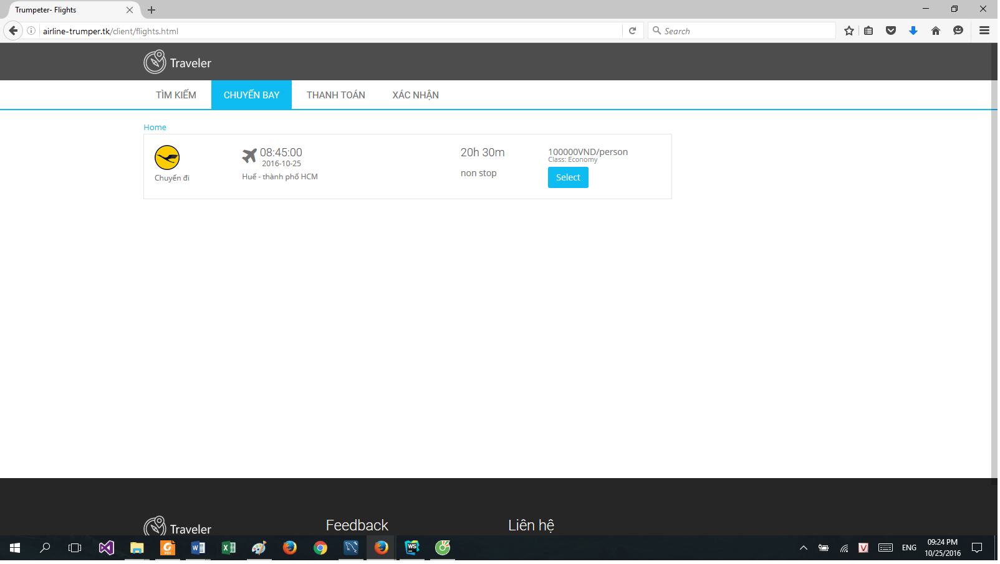 Trumpeter- Flights
airline-trumper.tk/client/flights.html
Search
Traveler
TÌM KIẾM
CHUYẾN BAY
THANH TOÁN
XÁC NHẬN
Home
Chuyến đi
08:45:00
2016-10-25
Huế - thành phố HCM
20h 30m
non stop
100000VND/person
Class: Economy
Select
Traveler
Feedback
Liên hệ
PDF
WS
V
ENG
09:24 PM
10/25/2016